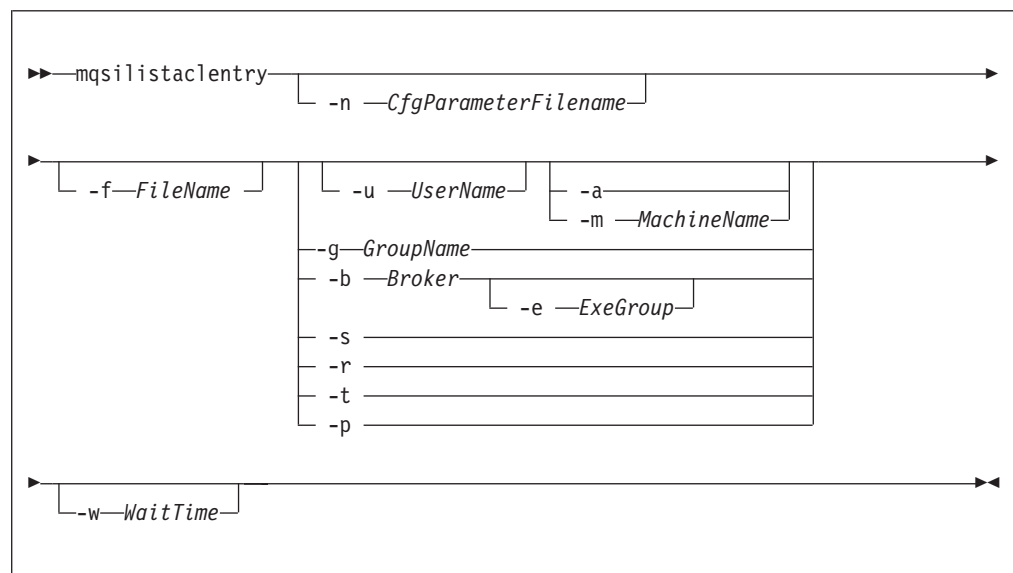 mqsilistaclentry
-n CfgParameterFilename
-f FileName -u UserName -a
-m MachineName
-g GroupName
-b Broker
-e ExeGroup
-s
-r
-t
-p
-w WaitTime